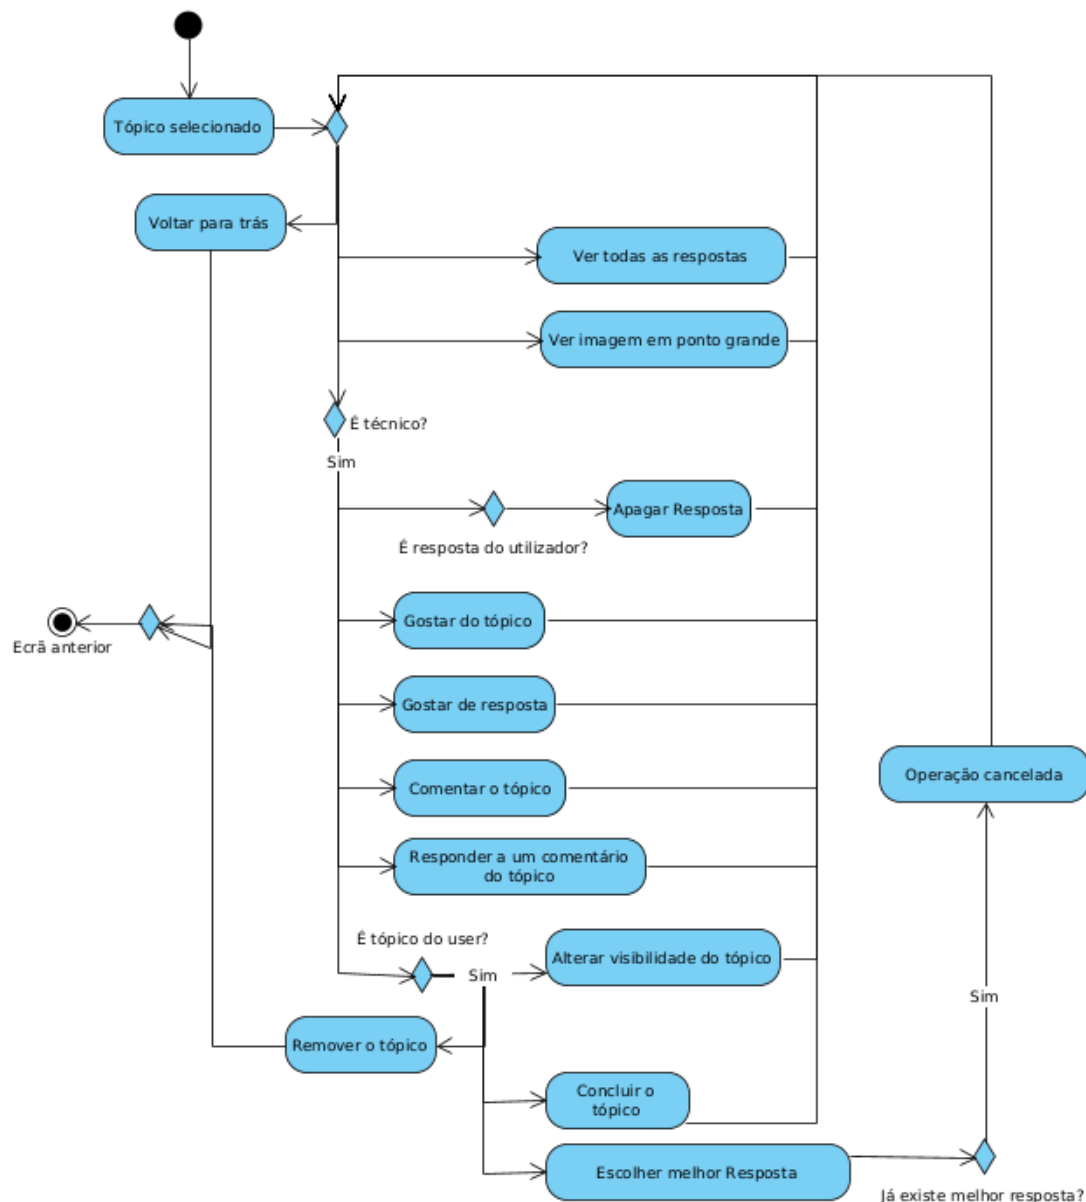 Tópico selecionado
Voltar para trás
Ver todas as respostas
Ver imagem em ponto grande
É técnico?
Sim
Apagar Resposta
É resposta do utilizador?
Gostar do tópico
Ecrã anterior
Gostar de resposta
Comentar o tópico
Operação cancelada
Responder a um comentário
do tópico
É tópico do user?
Alterar visibilidade do tópico
Sim
Sim
Remover o tópico
Concluir o
tópico
Escolher melhor Resposta
Já existe melhor resposta?